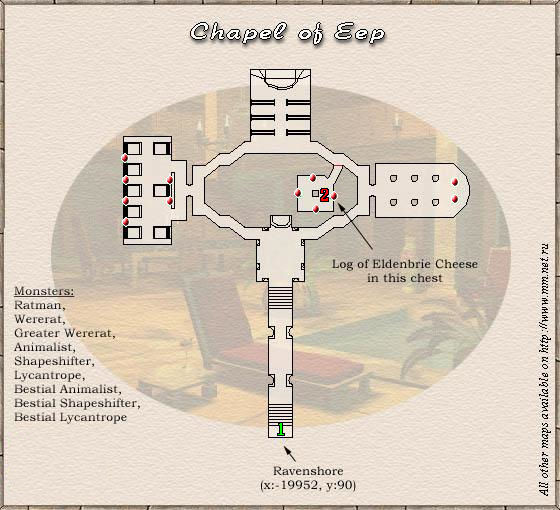 Chapel of Eep
2
Log of Eldenbrie Cheese
in this chest
Monsters:
Ratman,
Wererat,
Greater Wererat,
Animalist,
Shapeshifter,
Lycantrope,
Bestial Animalist,
Bestial Shapeshifter,
Bestial Lycantrope
1
Ravenshore
(x:-19952, y:90)
All other maps available on http://www.mm.net.ru